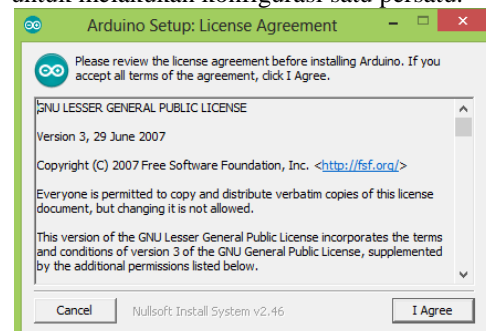 untuk melakukan konfigurasi satu persatu.
Arduino Setup: License Agreement
Please review the license agreement before installing Arduino. If you
accept all terms of the agreement, click I Agree.
GNU LESSER GENERAL PUBLIC LICENSE
Version 3, 29 June 2007
Copyright (C) 2007 Free Software Foundation, Inc. <http://fsf.org/>
Everyone is permitted to copy and distribute verbatim copies of this license
document, but changing it is not allowed.
This version of the GNU Lesser General Public License incorporates the terms
and conditions of version 3 of the GNU General Public License, supplemented
by the additional permissions listed below.
Cancel
Nullsoft Install System v2.46
I Agree